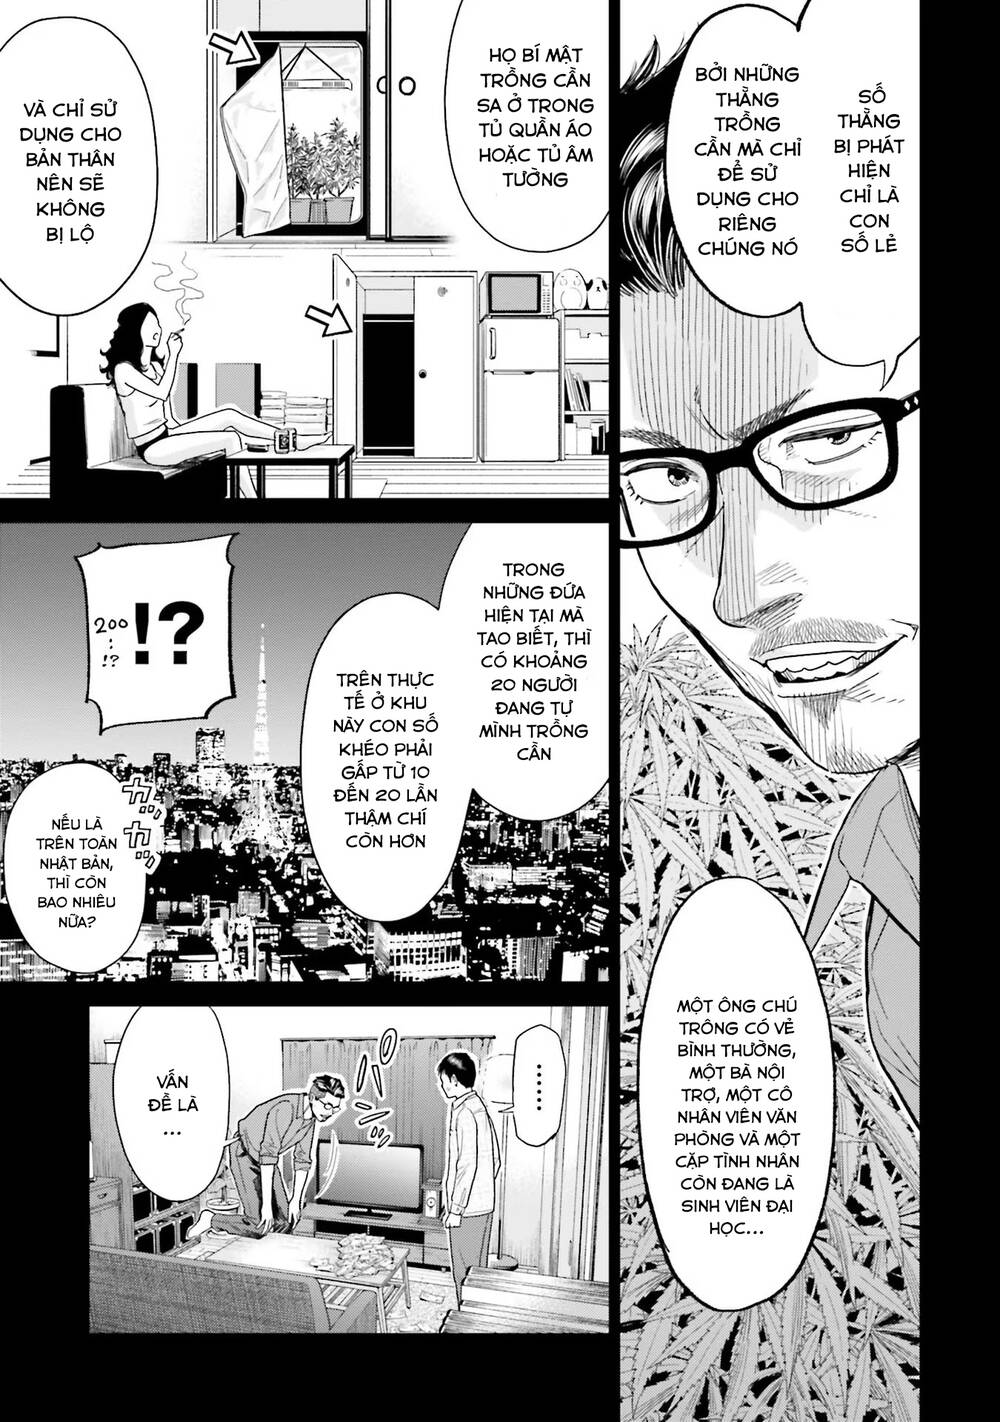 SỐ
THẰNG
BỊ PHÁT
HIỆN
CHỈ LÀ
CON
SỐ LẺ
BỞI NHỮNG
THẰNG
TRỒNG
CẦN MÀ CHỈ
ĐỂ SỬ
DỤNG CHO
RIÊNG
CHÚNG NÓ
HỌ BÍ MẬT
TRỒNG CẦN
SA Ở TRONG
TỦ QUẦN ÁO
HOẶC TỦ ÂM
TƯỜNG
VÀ CHỈ SỬ
DỤNG CHO
BẢN THÂN
NÊN SẼ
KHÔNG
BỊ LỘ
MỘT ÔNG CHÚ
TRÔNG CÓ VẺ
BÌNH THƯỜNG,
MỘT BÀ NỘI
TRỢ, MỘT CÔ
NHÂN VIÊN VĂN
PHÒNG VÀ MỘT
CẶP TÌNH NHÂN
CÒN ĐANG LÀ
SINH VIÊN ĐẠI
HỌC...
TRONG
NHỮNG ĐỨA
HIỆN TẠI MÀ
TAO BIẾT, THÌ
CÓ KHOẢNG
20 NGƯỜI
ĐANG TỰ
MÌNH TRỒNG
CẦN
TRÊN THỰC
TẾ Ở KHU
NÀY CON SỐ
KHÉO PHẢI
GẤP TỪ 10
ĐẾN 20 LẦN
THẬM CHÍ
CÒN HƠN
!?
200
...!?
NẾU LÀ
TRÊN TOÀN
NHẬT BẢN,
THÌ CÒN
BAO NHIÊU
NỮA?
ガッ
ガッ
......
VẤN
ĐỀ LÀ
...